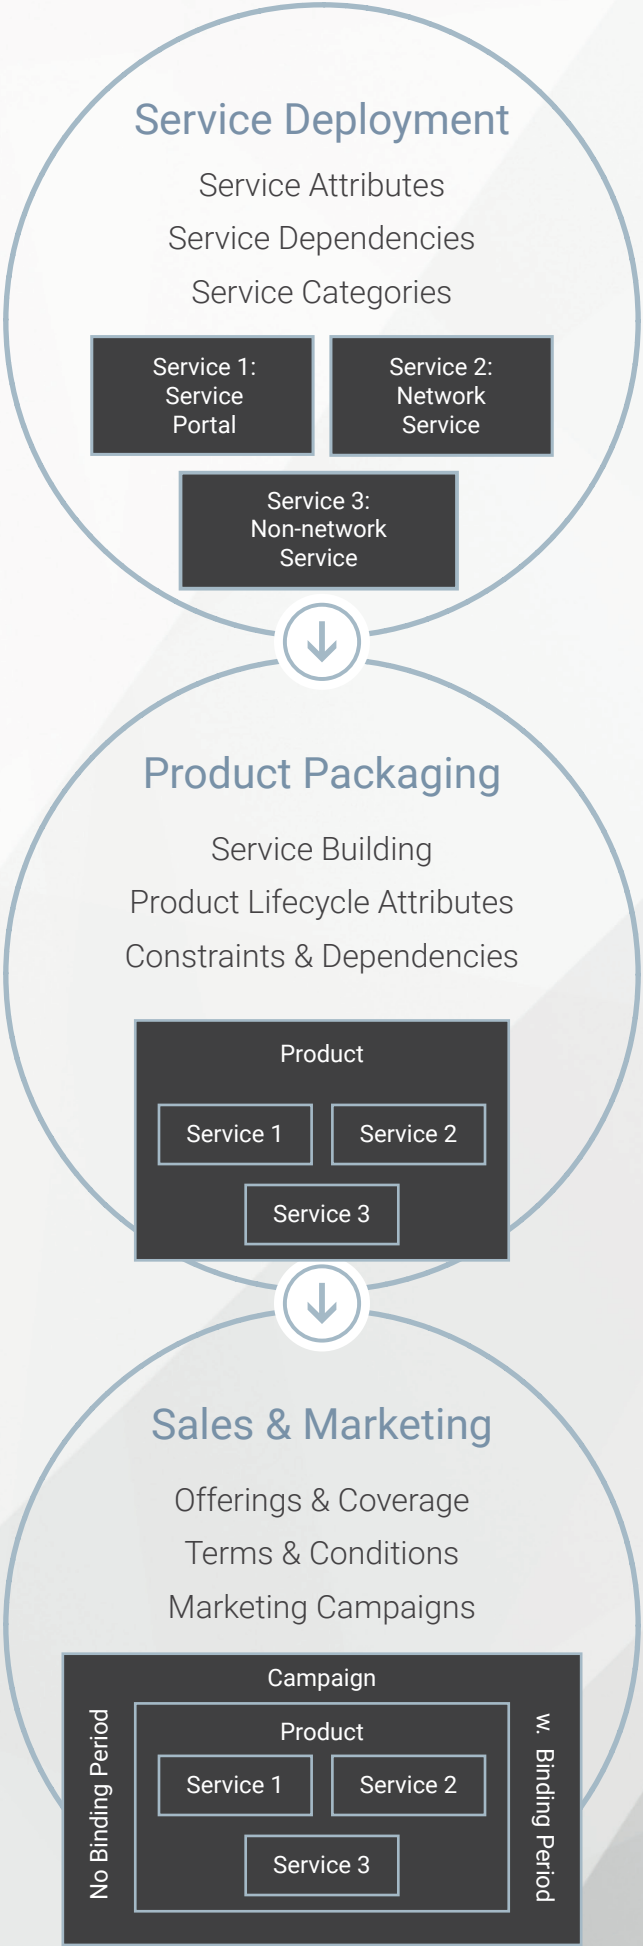 Service Deployment
Service Attributes
Service Dependencies
Service Categories
Service 1:
Service
Portal
Service 2:
Network
Service
Service 3:
Non-network
Service
Product Packaging
Service Building
Product Lifecycle Attributes
Constraints & Dependencies
Product
Service 1
Service 2
Service 3
Sales & Marketing
Offerings & Coverage
Terms & Conditions
Marketing Campaigns
Campaign
No Binding Period
Product
Service 1
Service 2
Service 3
w. Binding Period